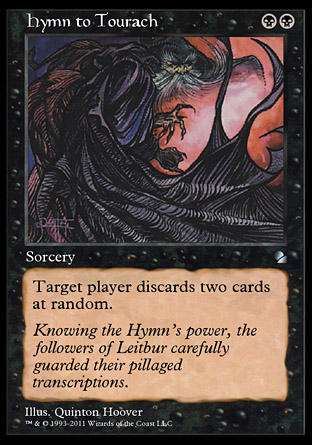 Hymn to Tourach
Sorcery
Target player discards two cards
at random.
Knowing the Hymn's power, the
followers of Leitbur carefully
guarded their pillaged
transcriptions.
Illus. Quinton Hoover
™ & © 1993-2011 Wizards of the Coast LLC